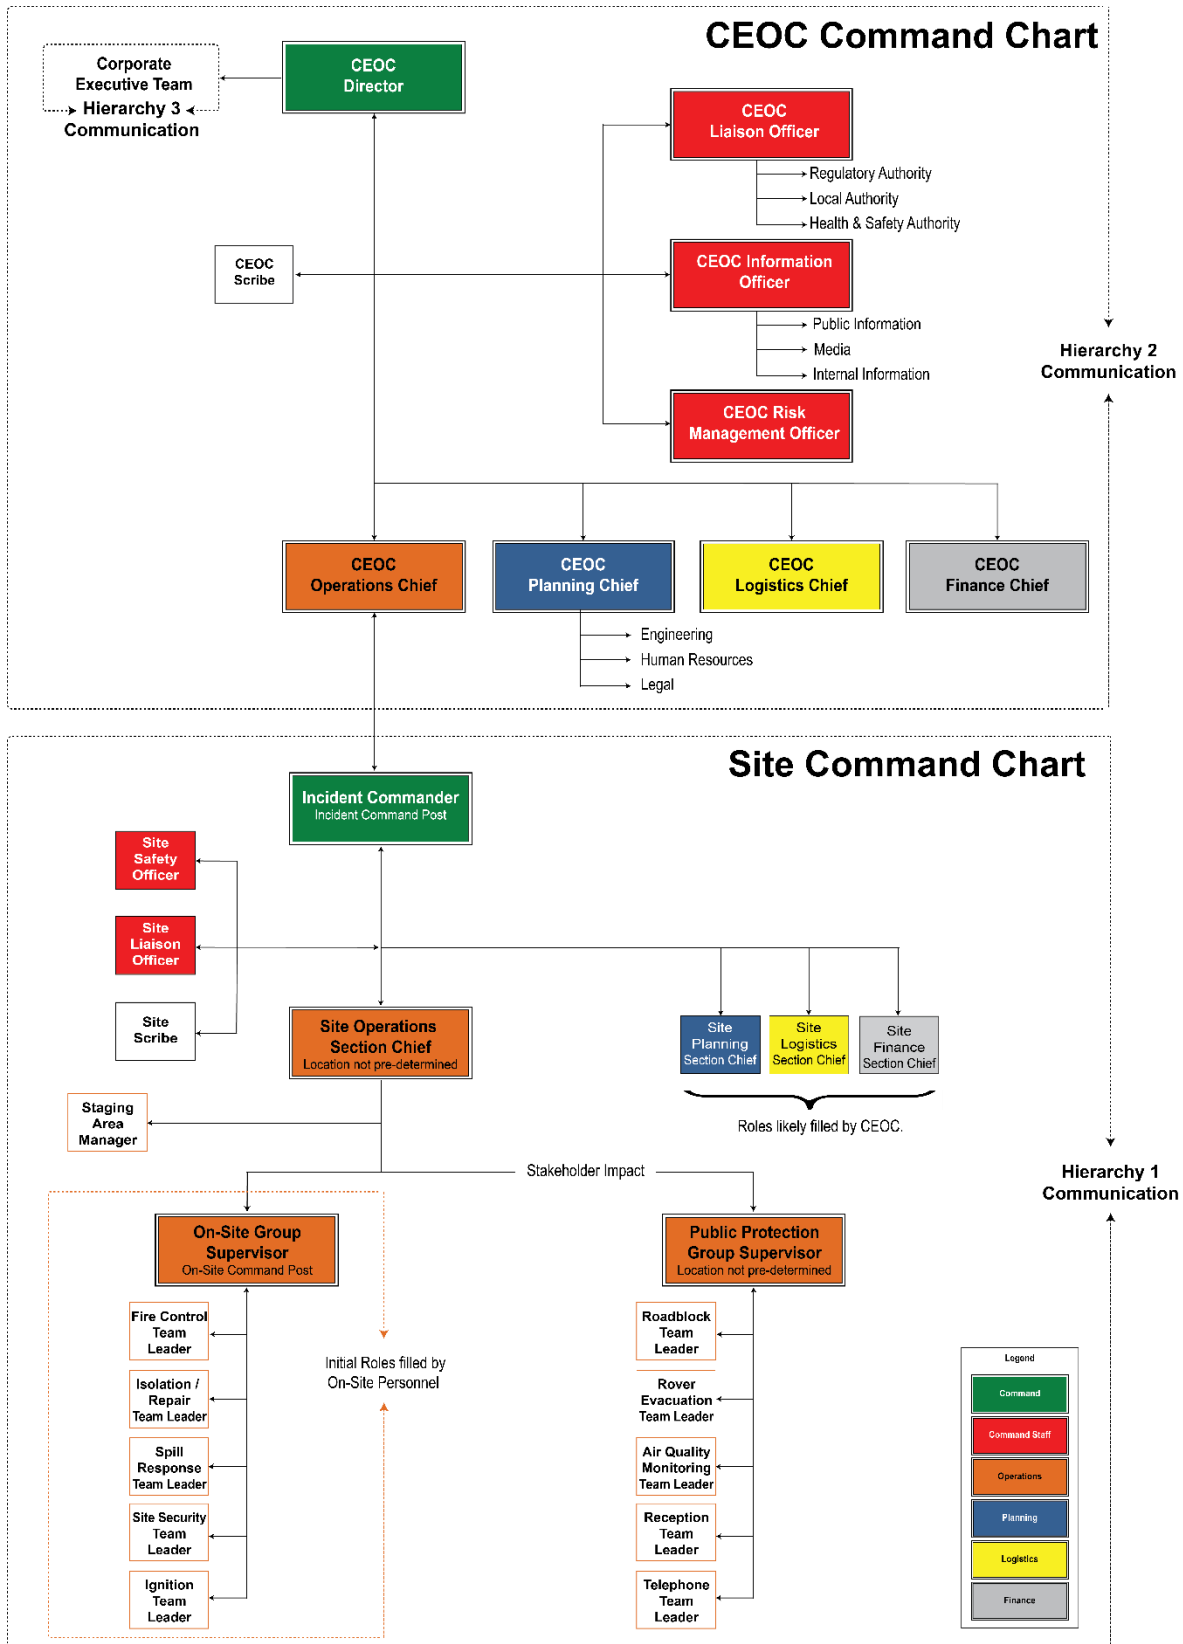 CEOC Command Chart
Corporate
Executive Team
Hierarchy 3
Communication
CEOC
Director
CEOC
Liaison Officer
Regulatory Authority
Local Authority
Health & Safety Authority
CEOC
Scribe
CEOC Information
Officer
Public Information
Media
Internal Information
Hierarchy 2
Communication
CEOC Risk
Management Officer
CEOC
Operations Chief
CEOC
Planning Chief
CEOC
Logistics Chief
CEOC
Finance Chief
Engineering
Human Resources
Legal
Site Command Chart
Incident Commander
Incident Command Post
Site
Safety
Officer
Site
Liaison
Officer
Site
Scribe
Site Operations
Section Chief
Location not pre-determined
Site
Planning
Section Chief
Site
Logistics
Section Chief
Site
Finance
Section Chief
Roles likely filled by CEOC.
Staging
Area
Manager
Stakeholder Impact
Hierarchy 1
Communication
On-Site Group
Supervisor
On-Site Command Post
Public Protection
Group Supervisor
Location not pre-determined
Fire Control
Team
Leader
Isolation /
Repair
Team Leader
Spill
Response
Team Leader
Site Security
Team
Leader
Ignition
Team
Leader
Initial Roles filled by
On-Site Personnel
Roadblock
Team
Leader
Rover
Evacuation
Team Leader
Air Quality
Monitoring
Team Leader
Reception
Team
Leader
Telephone
Team
Leader
Legend
Command
Command Staff
Operations
Planning
Logistics
Finance